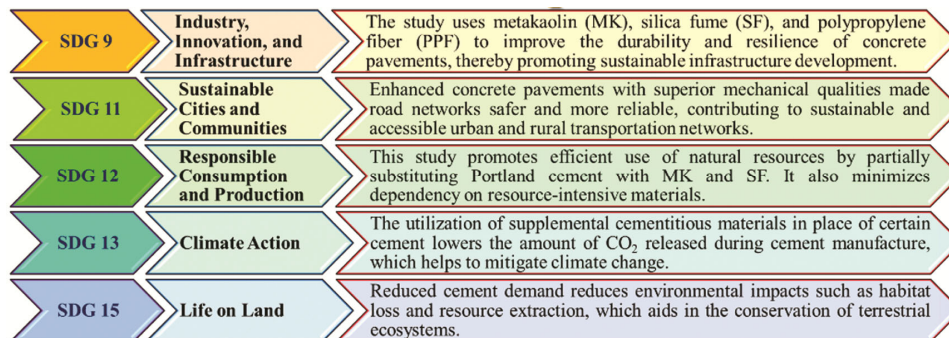 SDG 9
Industry,
Innovation, and
Infrastructure
The study uses metakaolin (MK), silica fume (SF), and polypropylene
fiber (PPF) to improve the durability and resilience of concrete
pavements, thereby promoting sustainable infrastructure development.
SDG 11
Sustainable
Cities and
Communities
Enhanced concrete pavements with superior mechanical qualities made
road networks safer and more reliable, contributing to sustainable and
accessible urban and rural transportation networks.
SDG 12
Responsible
Consumption
and Production
This study promotes efficient use of natural resources by partially
substituting Portland cement with MK and SF. It also minimizes
dependency on resource-intensive materials.
SDG 13
Climate Action
The utilization of supplemental cementitious materials in place of certain
cement lowers the amount of CO₂ released during cement manufacture,
which helps to mitigate climate change.
SDG 15
Life on Land
Reduced cement demand reduces environmental impacts such as habitat
loss and resource extraction, which aids in the conservation of terrestrial
ecosystems.